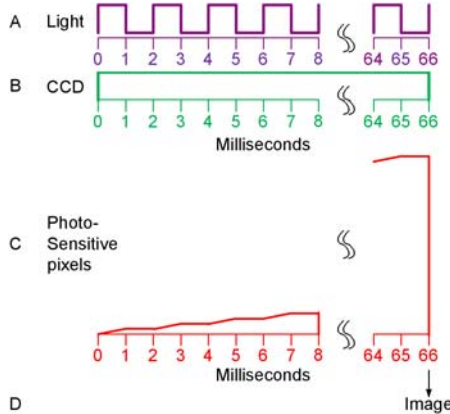 A Light
0 1 2 3 4 5 6 7 8 64 65 66
B CCD
0 1 2 3 4 5 6 7 8 64 65 66
Milliseconds
C Photo-
Sensitive
pixels
0 1 2 3 4 5 6 7 8 64 65 66
Milliseconds
D Image